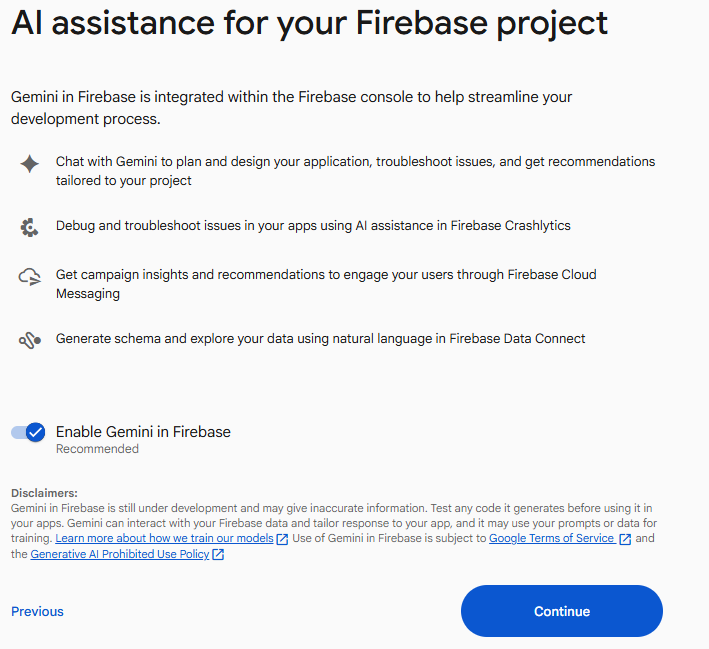 AI assistance for your Firebase project
Gemini in Firebase is integrated within the Firebase console to help streamline your
development process.
Chat with Gemini to plan and design your application, troubleshoot issues, and get recommendations
tailored to your project
Debug and troubleshoot issues in your apps using AI assistance in Firebase Crashlytics
Get campaign insights and recommendations to engage your users through Firebase Cloud
Messaging
Generate schema and explore your data using natural language in Firebase Data Connect
Enable Gemini in Firebase
Recommended
Disclaimers:
Gemini in Firebase is still under development and may give inaccurate information. Test any code it generates before using it in
your apps. Gemini can interact with your Firebase data and tailor response to your app, and it may use your prompts or data for
training. Learn more about how we train our models Use of Gemini in Firebase is subject to Google Terms of Service and
the Generative AI Prohibited Use Policy
Previous
Continue